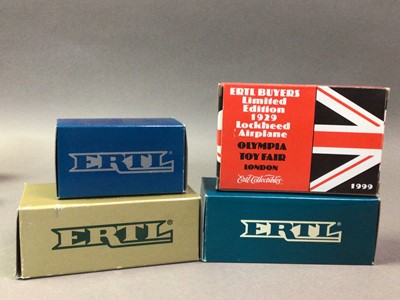 ERTL BUYERS
Limited
Edition
1929
Lockheed
Airplane
OLYMPIA
TOY FAIR
LONDON
Ertl Collectibles
1999
ERTL®
ERTL®
ERTL®